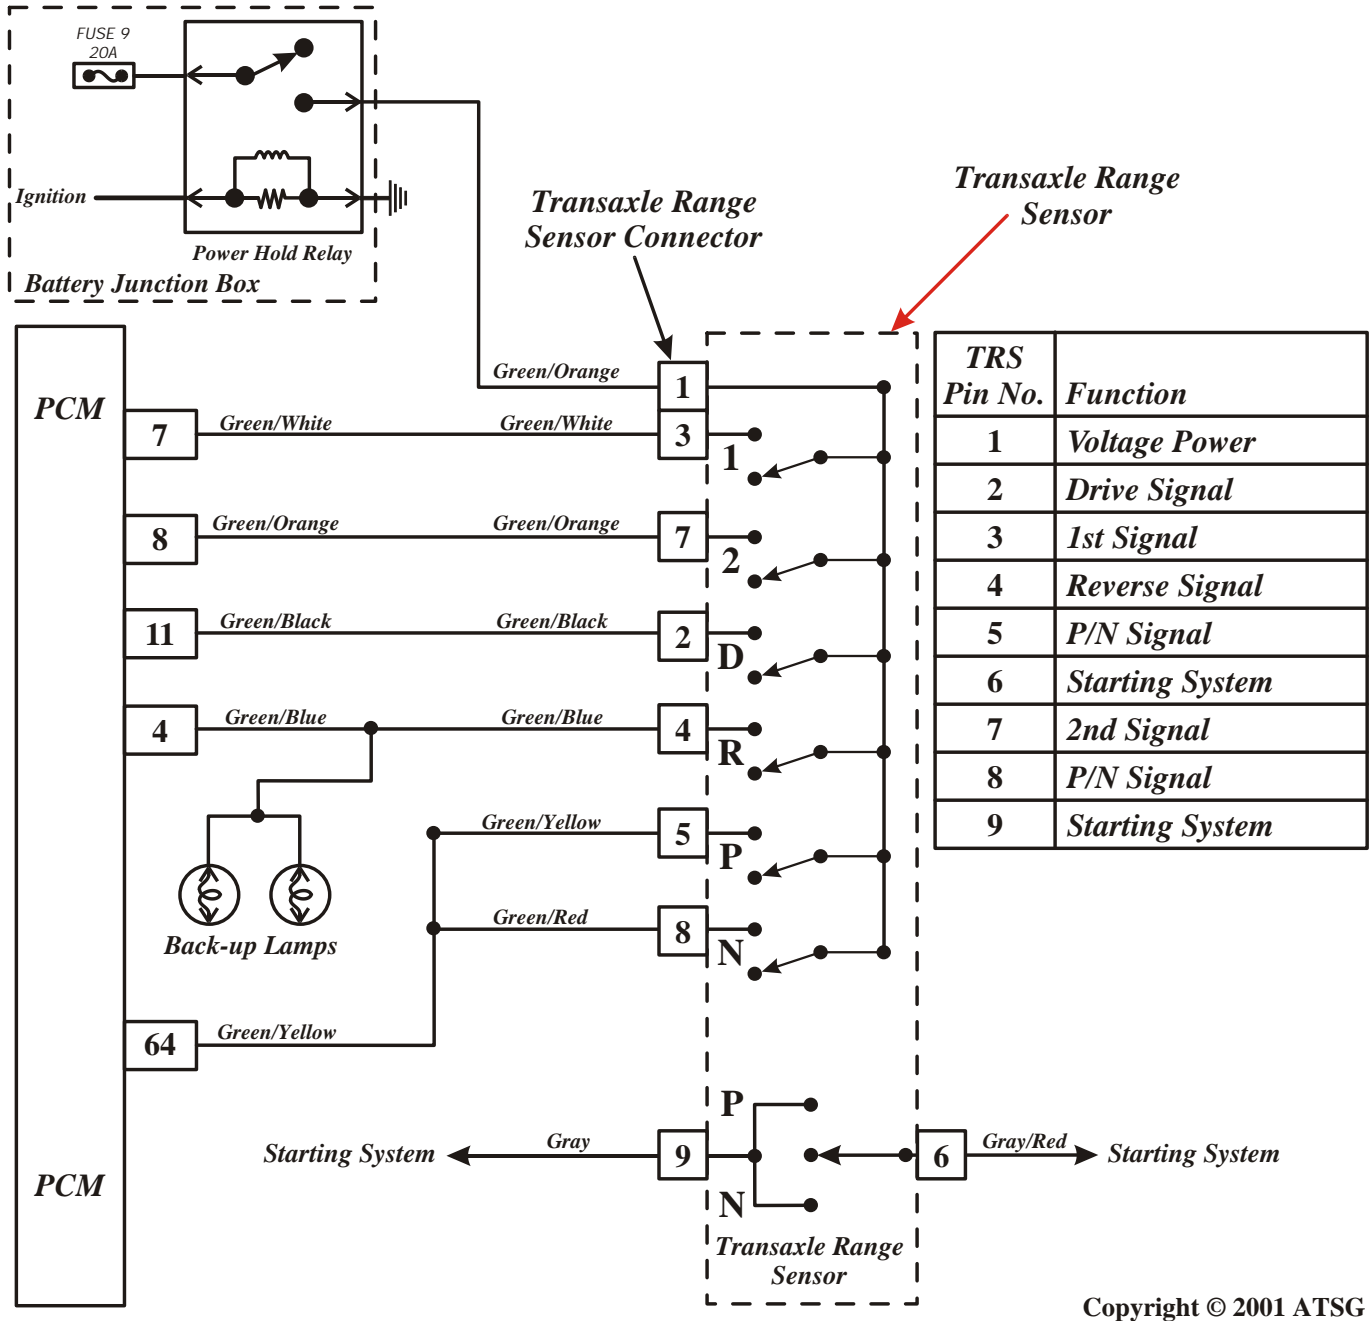 FUSE 9
20A
Ignition
Power Hold Relay
Battery Junction Box
Transaxle Range
Sensor Connector
Transaxle Range
Sensor
PCM
7 Green/White Green/White 3 1
Green/Orange 1
8 Green/Orange Green/Orange 7 2
11 Green/Black Green/Black 2 D
4 Green/Blue Green/Blue 4 R
Green/Yellow 5 P
Green/Red 8 N
Back-up Lamps
64 Green/Yellow
Starting System Gray 9 P N 6 Gray/Red Starting System
PCM
Transaxle Range
Sensor
TRS
Pin No. Function
1 Voltage Power
2 Drive Signal
3 1st Signal
4 Reverse Signal
5 P/N Signal
6 Starting System
7 2nd Signal
8 P/N Signal
9 Starting System
Copyright © 2001 ATSG